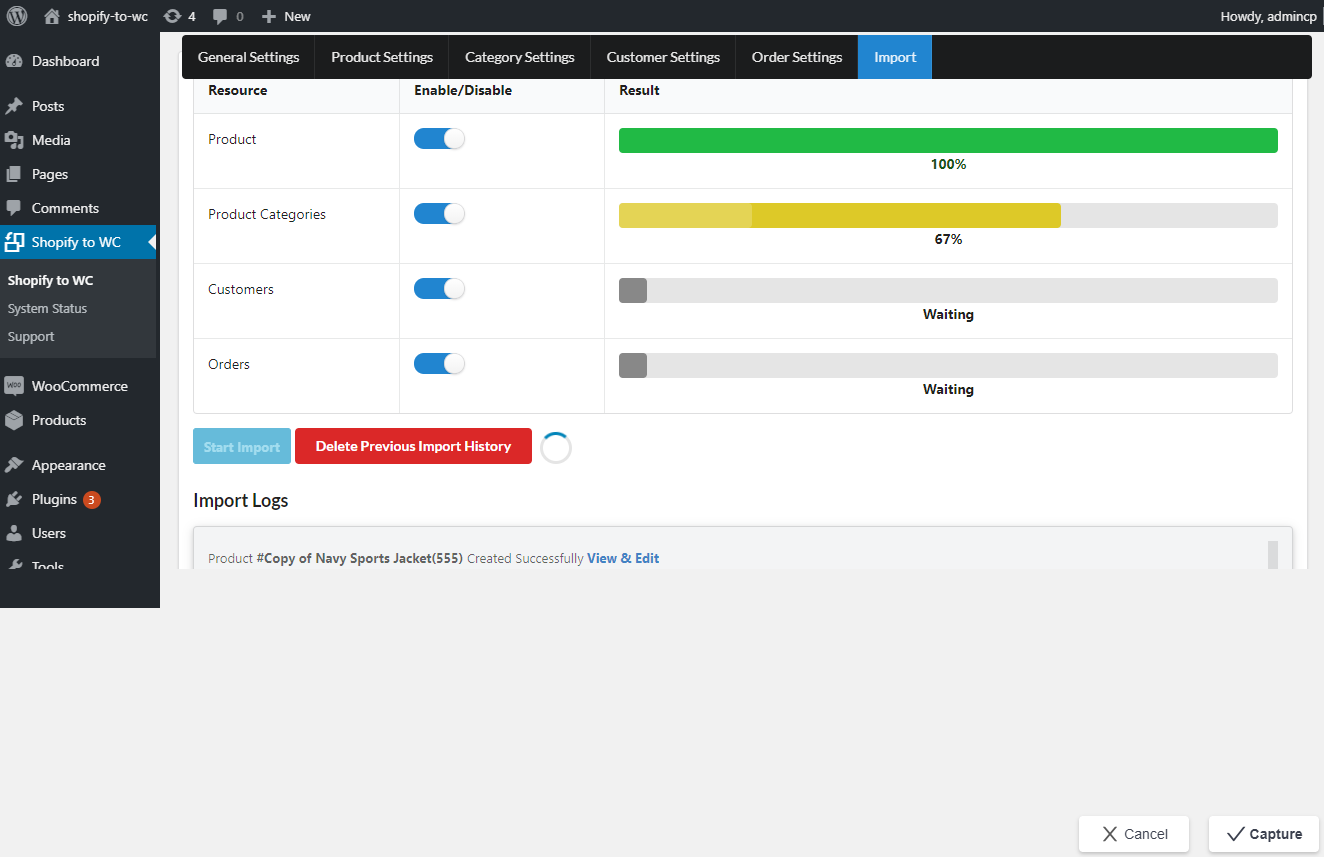 shopify-to-wc 4 0 New Howdy, admincp
Dashboard
Posts
Media
Pages
Comments
Shopify to WC
Shopify to WC
System Status
Support
WOO WooCommerce
Products
Appearance
Plugins 3
Users
Tools
General Settings Product Settings Category Settings Customer Settings Order Settings Import
Resource Enable/Disable Result
Product
100%
Product Categories
67%
Customers
Waiting
Orders
Waiting
Start Import Delete Previous Import History
Import Logs
Product #Copy of Navy Sports Jacket(555) Created Successfully View & Edit
Cancel Capture